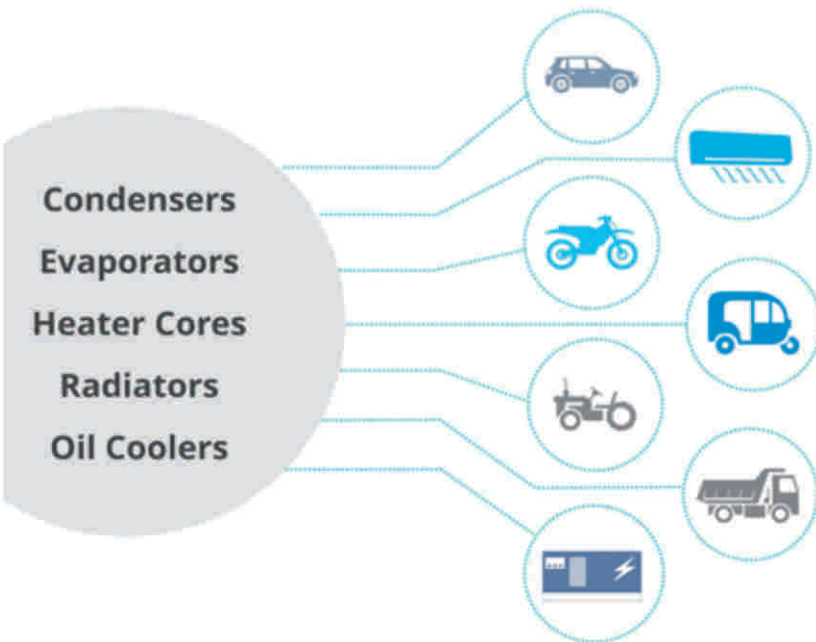 Condensers
Evaporators
Heater Cores
Radiators
Oil Coolers